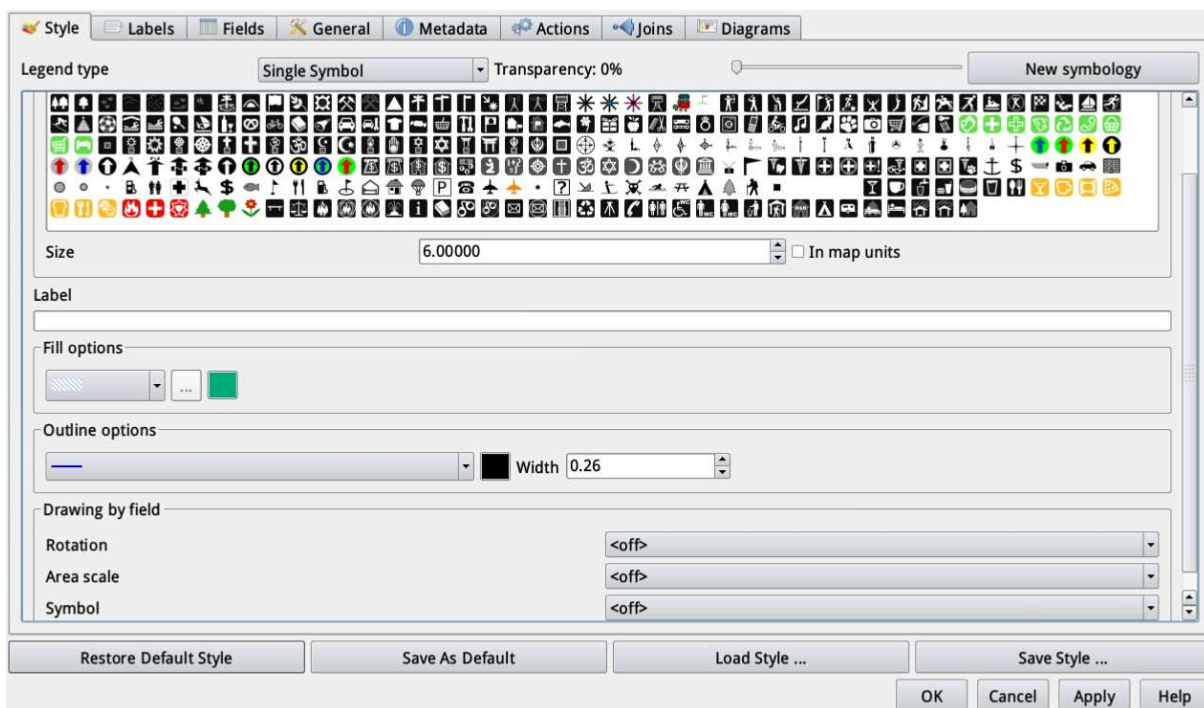 Style Labels Fields General Metadata Actions Joins Diagrams
Legend type Single Symbol Transparency: 0% New symbology
Size 6.00000 In map units
Label
Fill options
...
Outline options
Width 0.26
Drawing by field
Rotation <off>
Area scale <off>
Symbol <off>
Restore Default Style Save As Default Load Style ... Save Style ...
OK Cancel Apply Help